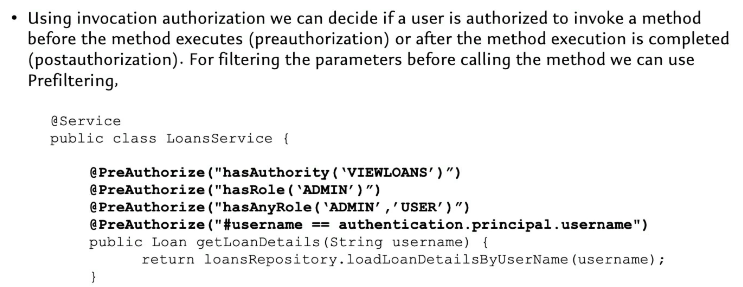 • Using invocation authorization we can decide if a user is authorized to invoke a method
before the method executes (preauthorization) or after the method execution is completed
(postauthorization). For filtering the parameters before calling the method we can use
Prefiltering,
@Service
public class LoansService {
@PreAuthorize("hasAuthority(‘VIEWLOANS’)”)
@PreAuthorize("hasRole(‘ADMIN’)”)
@PreAuthorize("hasAnyRole(‘ADMIN’,’USER’)”)
@PreAuthorize("#username == authentication.principal.username")
public Loan getLoanDetails(String username) {
return loansRepository.loadLoanDetailsByUserName(username);
}